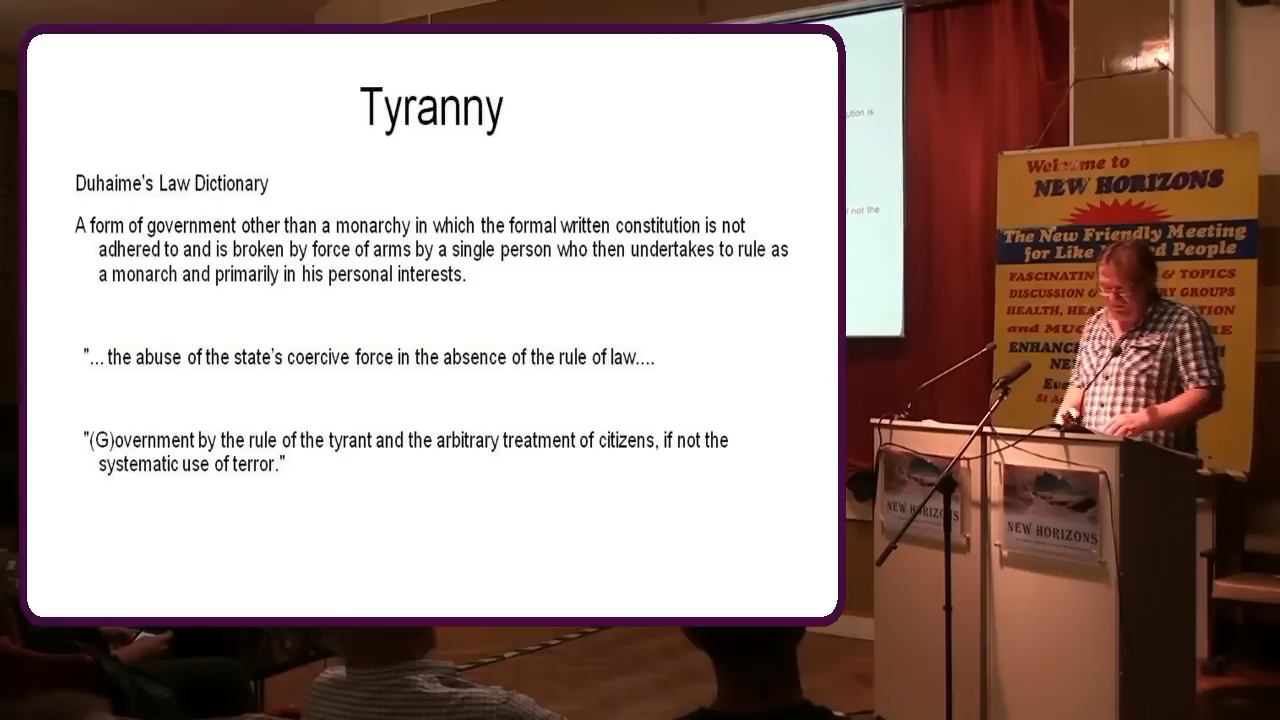 Tyranny
Duhaime's Law Dictionary
A form of government other than a monarchy in which the formal written constitution is not
adhered to and is broken by force of arms by a single person who then undertakes to rule as
a monarch and primarily in his personal interests.
"... the abuse of the state's coercive force in the absence of the rule of law....
"(G)overnment by the rule of the tyrant and the arbitrary treatment of citizens, if not the
systematic use of terror."
is
not the
Welcome to
NEW HORIZONS
The New Friendly Meeting
for Like People
FASCINATIN & TOPICS
DISCUSSION GROUPS
HEALTH,
and
NEW HORIZONS
NEW HORIZONS